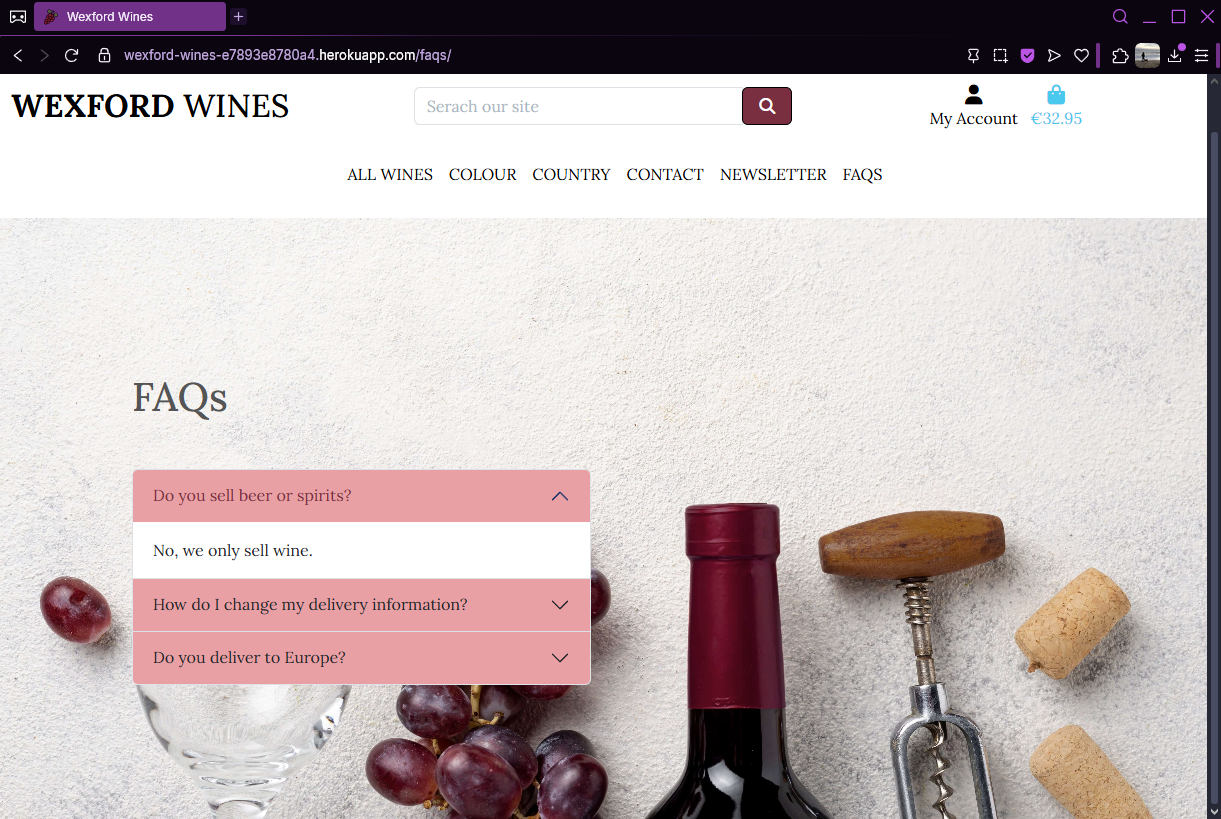 Wexford Wines
wexford-wines-e7893e8780a4.herokuapp.com/faqs/
WEXFORD WINES
Serach our site
My Account
€32.95
ALL WINES COLOUR COUNTRY CONTACT NEWSLETTER FAQS
FAQs
Do you sell beer or spirits?
No, we only sell wine.
How do I change my delivery information?
Do you deliver to Europe?